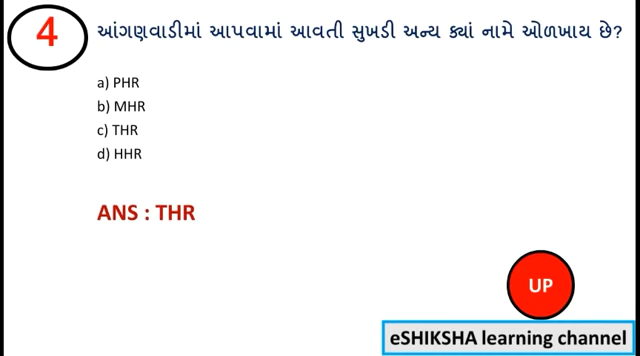 4
આંગણવાડીમાં આપવામાં આવતી સુખડી અન્ય ક્યાં નામે ઓળખાય છે?
a) PHR
b) MHR
c) THR
d) HHR
ANS : THR
UP
eSHIKSHA learning channel